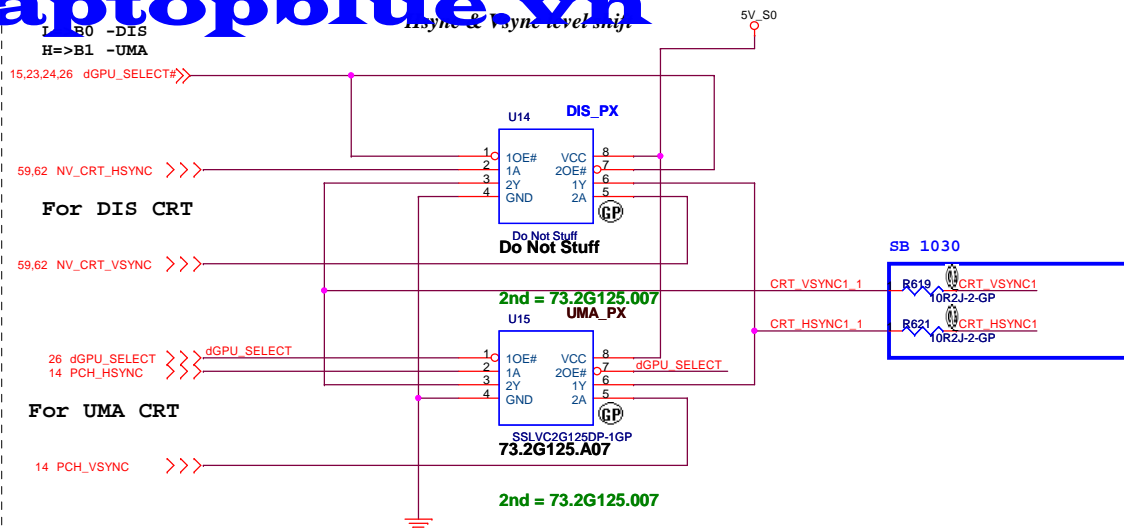 laptopblue.vn
Hsync & Vsync level shift
L=>B0 -DIS
H=>B1 -UMA
5V_S0
15,23,24,26 dGPU_SELECT#
U14
DIS_PX
1 1OE# VCC 8
2 1A 2OE# 7
3 2Y 1Y 6
4 GND 2A 5
GP
59,62 NV_CRT_HSYNC
For DIS CRT
Do Not Stuff
Do Not Stuff
59,62 NV_CRT_VSYNC
2nd = 73.2G125.007
SB 1030
CRT_VSYNC1_1
R619
CRT_VSYNC1
10R2J-2-GP
CRT_HSYNC1_1
R621
CRT_HSYNC1
10R2J-2-GP
U15
UMA_PX
26 dGPU_SELECT
dGPU_SELECT
14 PCH_HSYNC
1 1OE# VCC 8
2 1A 2OE# 7
3 2Y 1Y 6
4 GND 2A 5
dGPU_SELECT
GP
For UMA CRT
SSLVC2G125DP-1GP
73.2G125.A07
14 PCH_VSYNC
2nd = 73.2G125.007